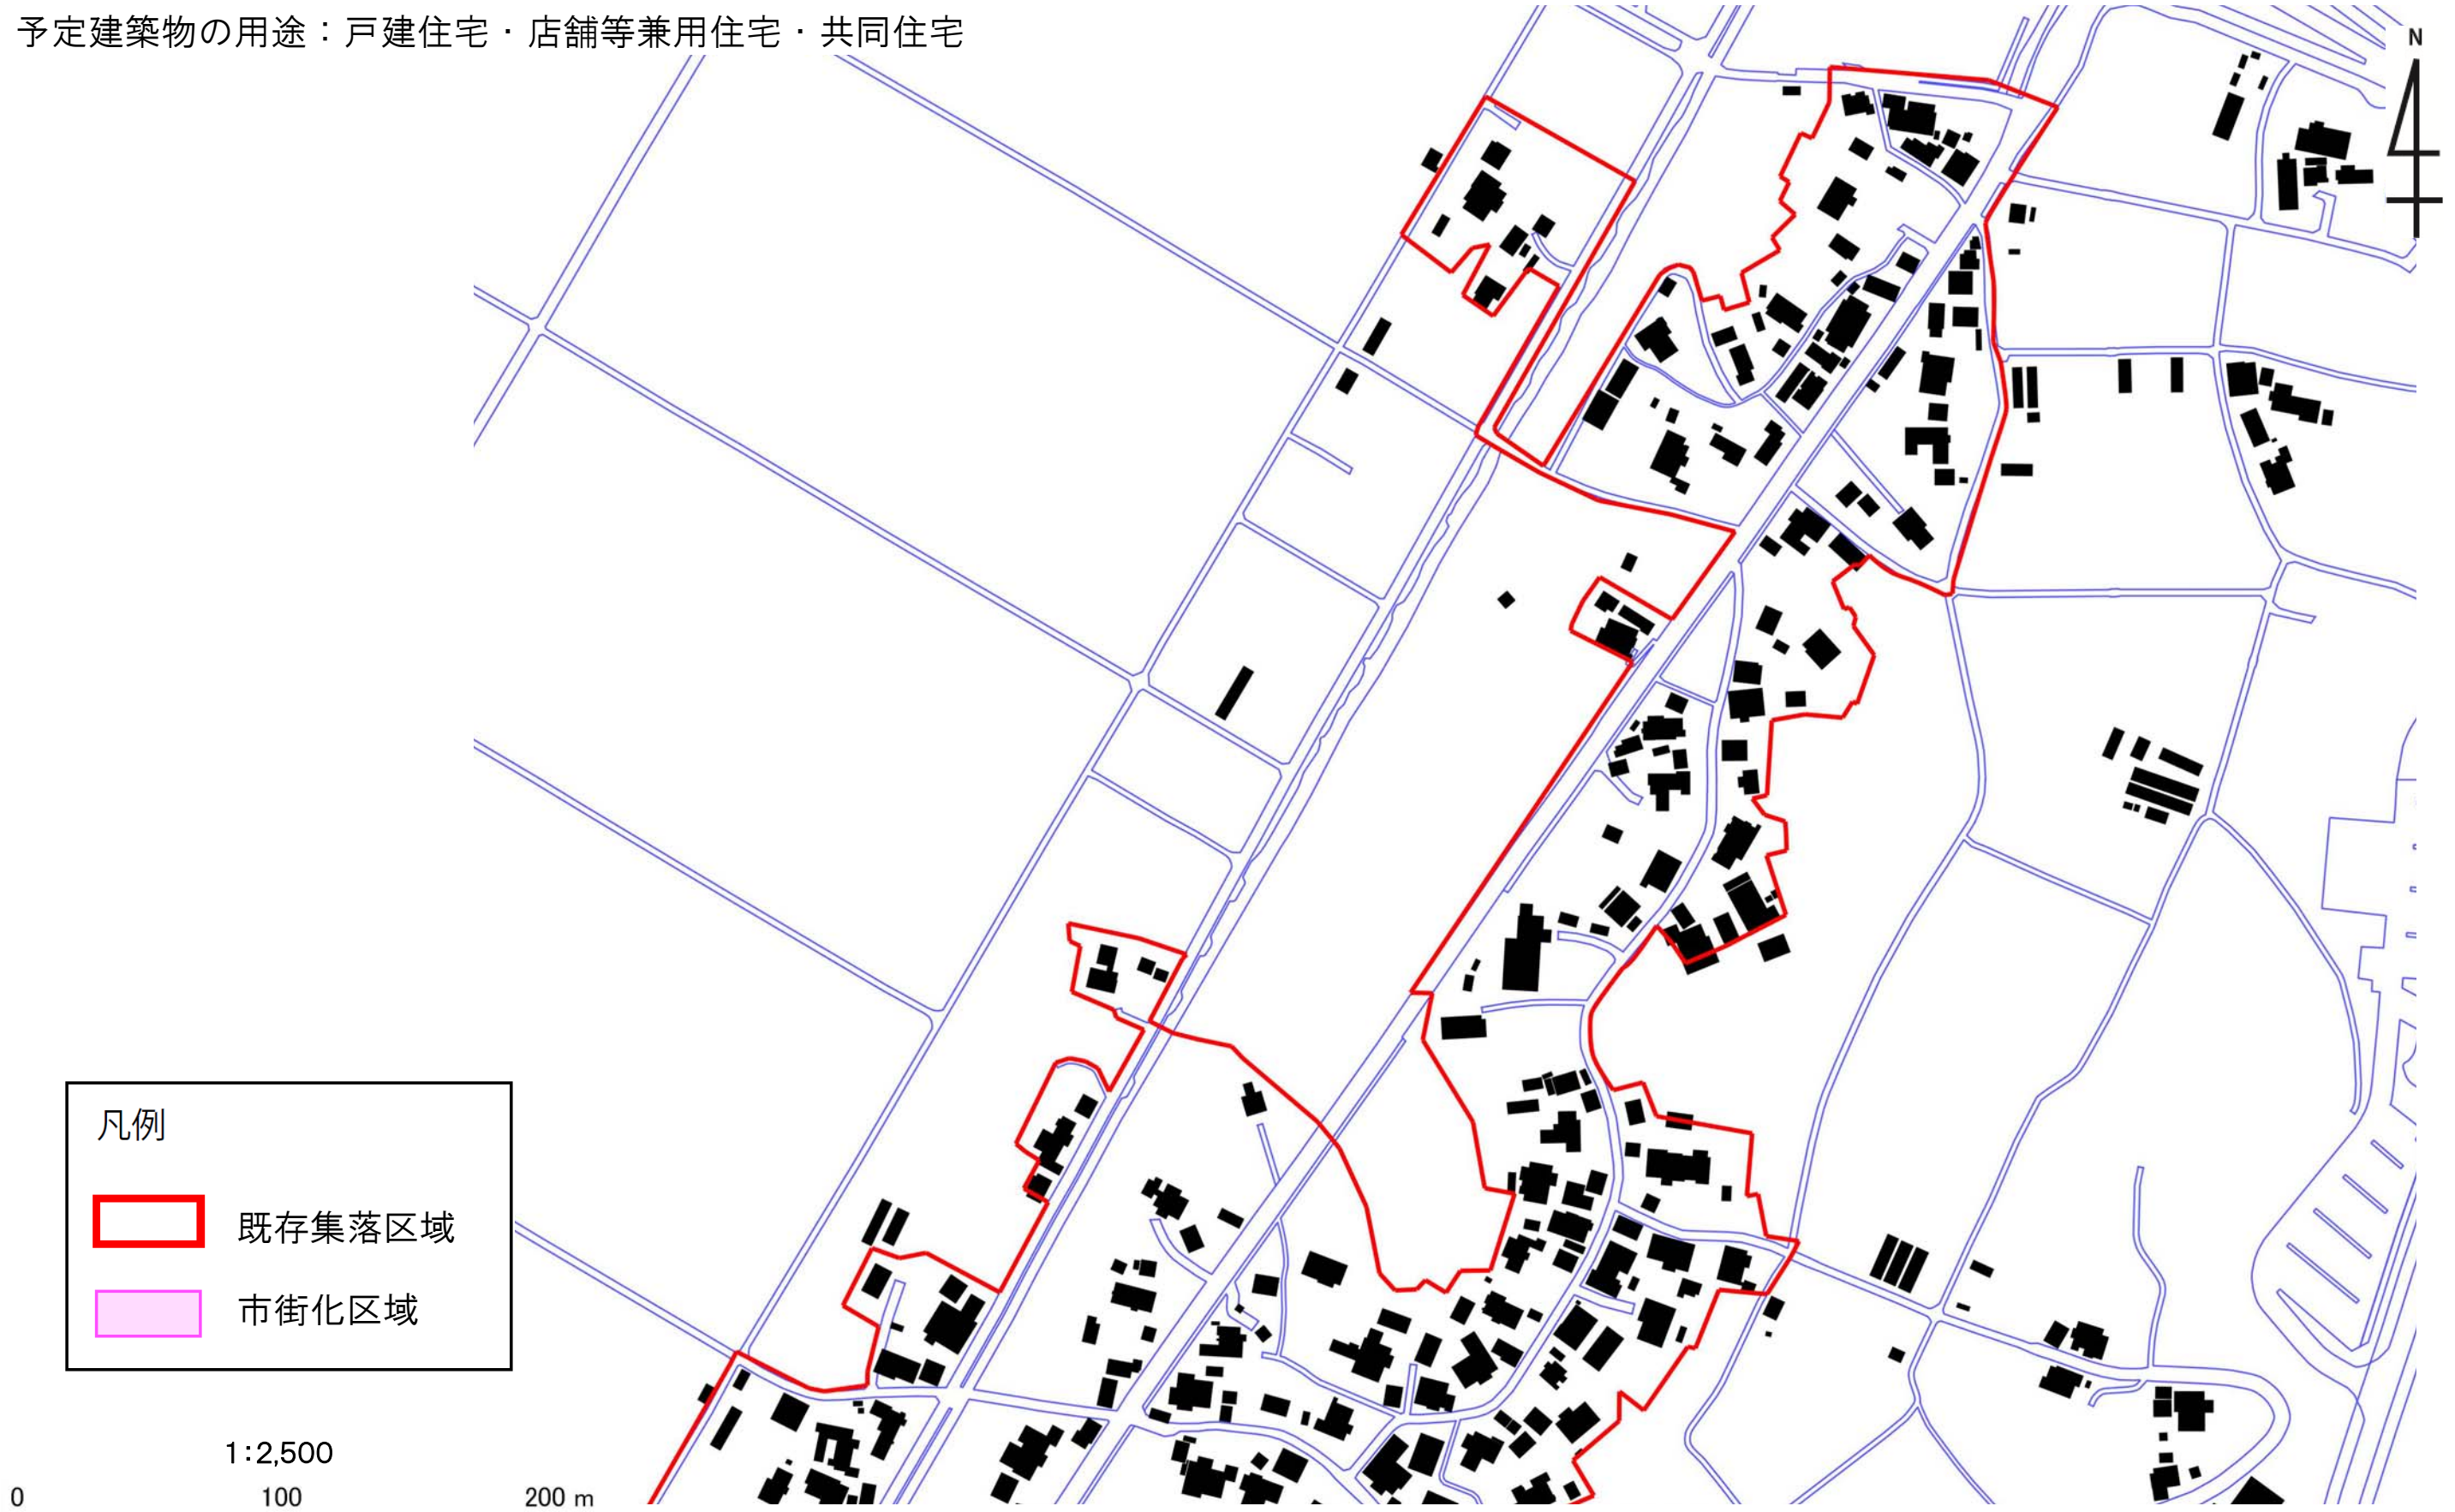 予定建築物の用途：戸建住宅・店舗等兼用住宅・共同住宅
N
凡例
既存集落区域
市街化区域
1：2,500
0 100 200 m